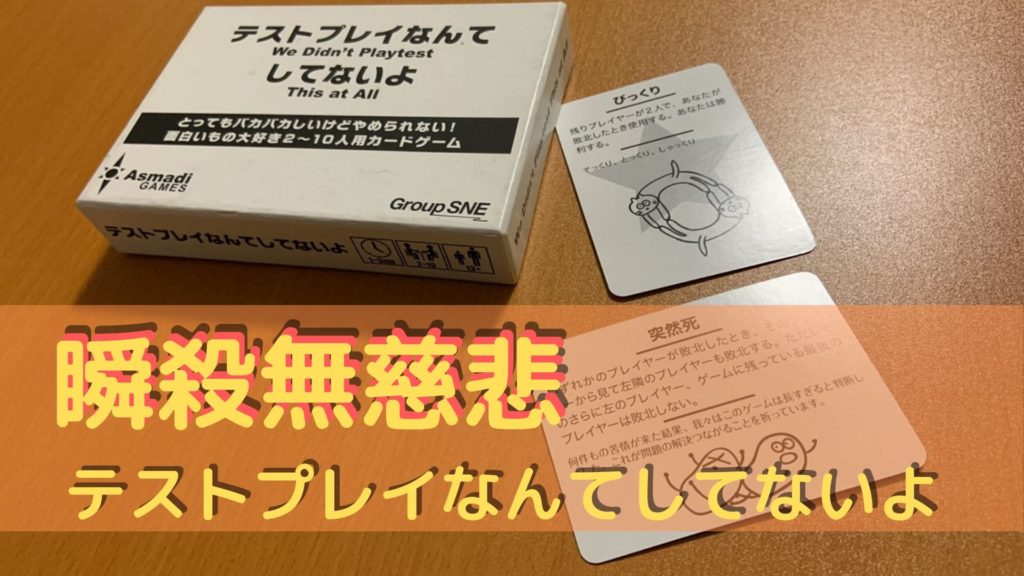 テストプレイなんて
We Didn't Playtest
してないよ
This at All
とってもバカバカしいけどやめられない!
面白いもの大好き2~10人用カードゲーム
Asmadi
GAMES
Group SNE
テストプレイなんてしてないよ
びっくり
残りプレイヤーが2人で、あなたが
敗北したとき使用する。あなたは勝
利する。
そっくり、とっくり、しゃっくり
突然死
ずれかのプレイヤーが敗北したとき、その
ーから見て左隣のプレイヤーも敗北する。ただし
のさらに左のプレイヤー、ゲームに残っている最後の
プレイヤーは敗北しない。
何件もの苦情が来た結果、我々はこのゲームは長すぎると判断し
これが問題の解決つながることを祈っています。
瞬殺無慈悲
テストプレイなんてしてないよ